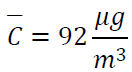 C̅ = 92 μg/m³